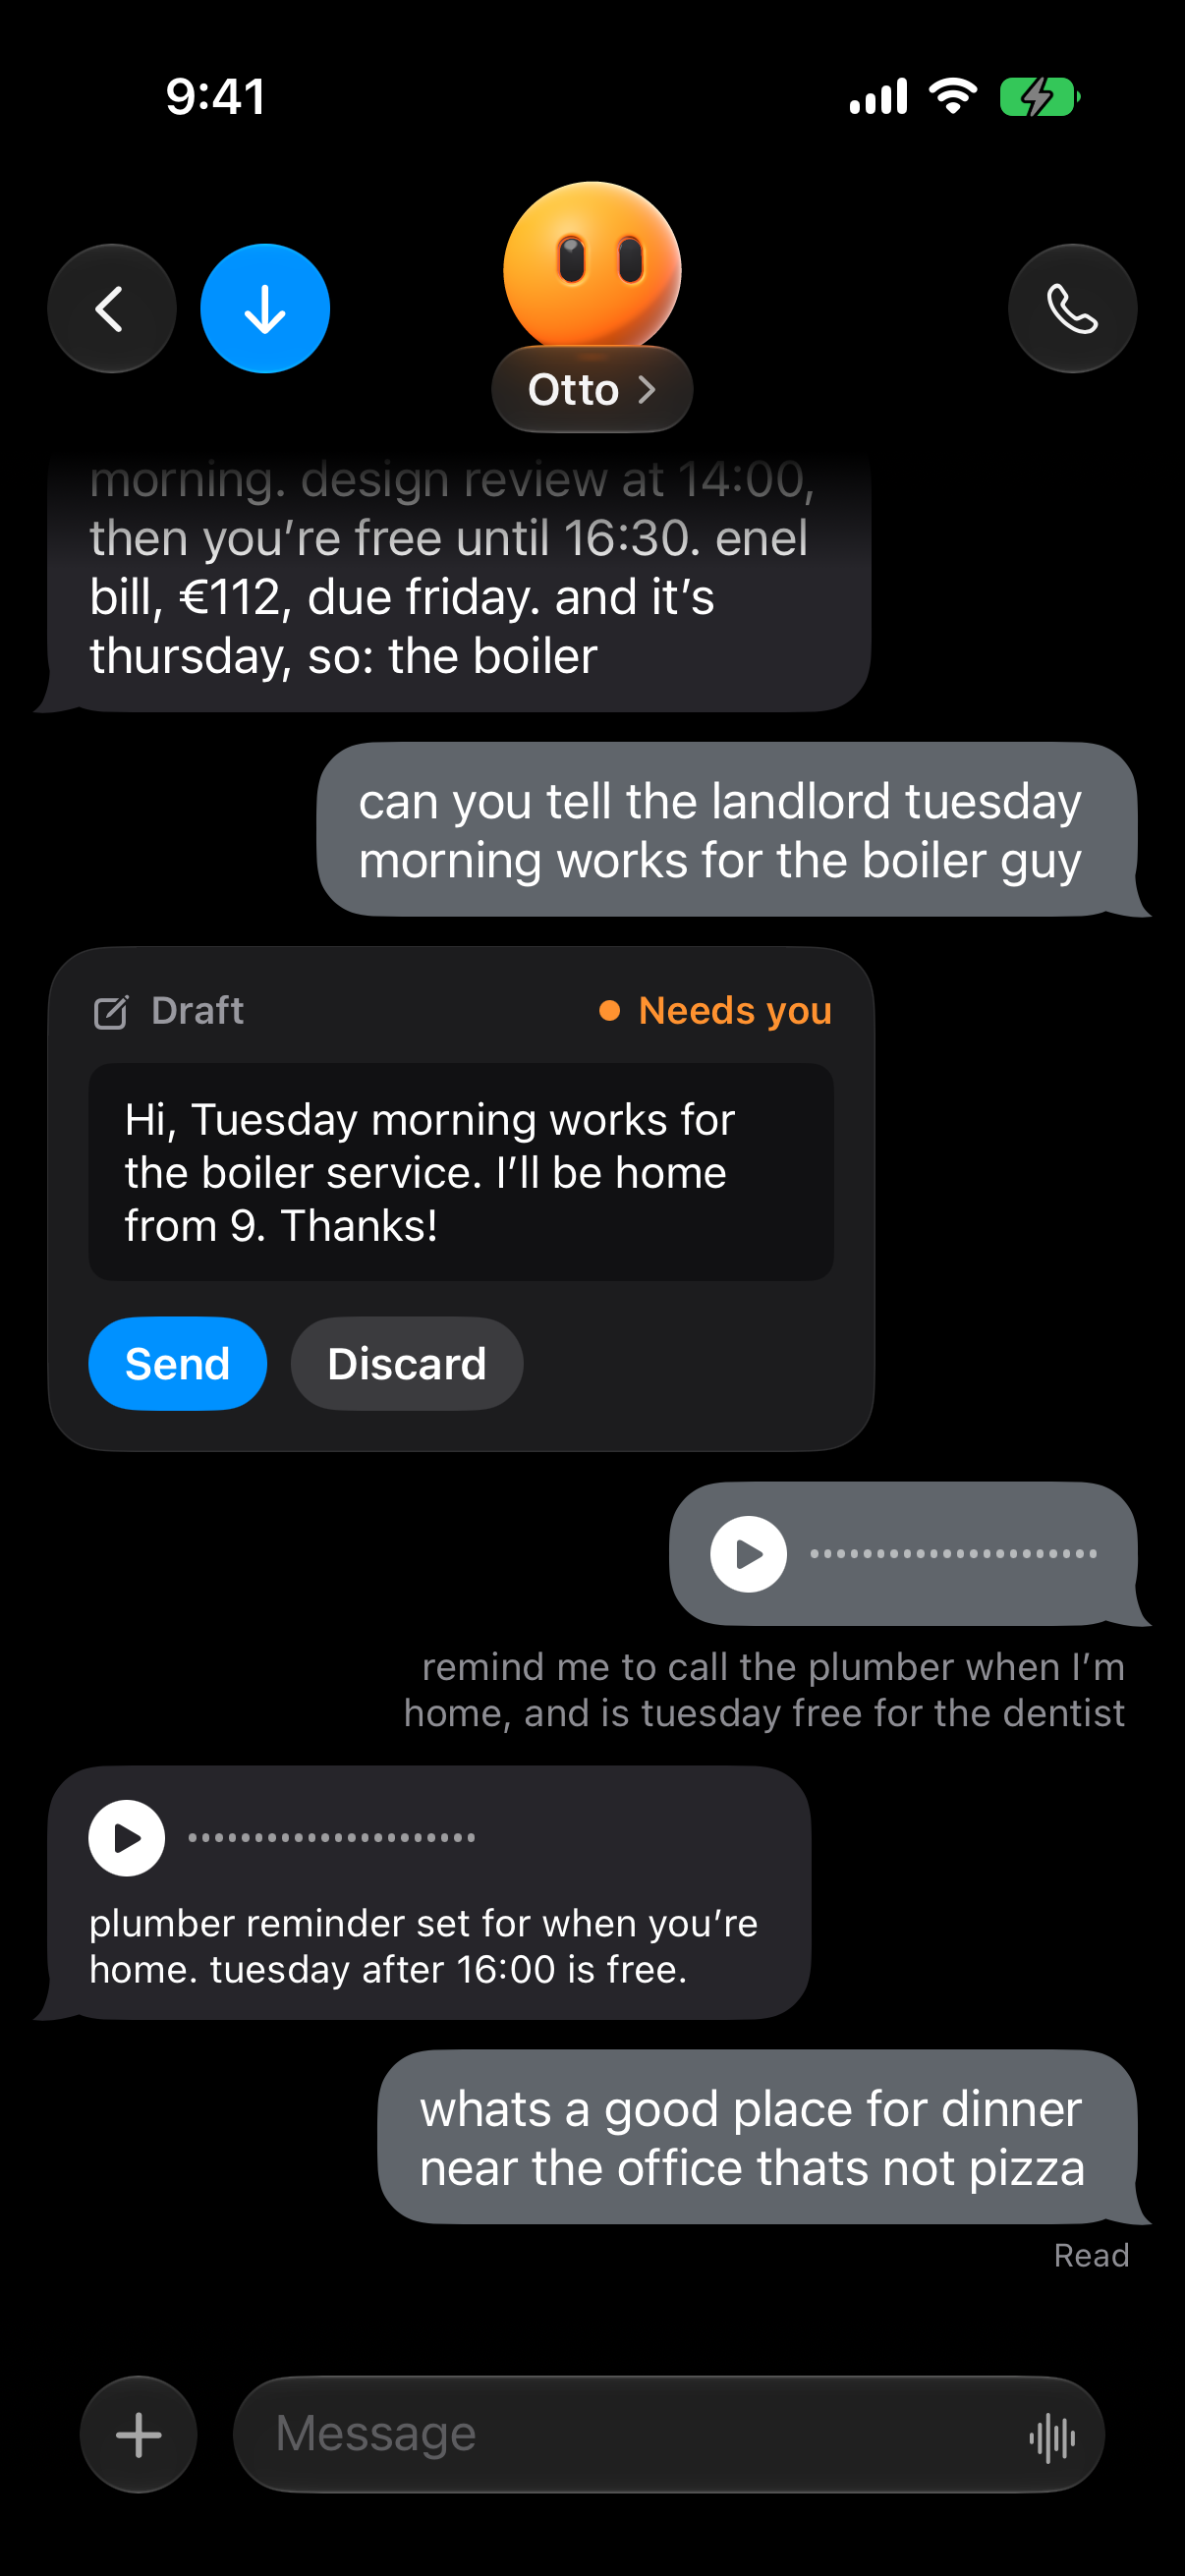 9:41
Otto
morning. design review at 14:00,
then you’re free until 16:30. enel
bill, €112, due friday. and it’s
thursday, so: the boiler
can you tell the landlord tuesday
morning works for the boiler guy
Draft
Needs you
Hi, Tuesday morning works for
the boiler service. I’ll be home
from 9. Thanks!
Send
Discard
remind me to call the plumber when I’m
home, and is tuesday free for the dentist
plumber reminder set for when you’re
home. tuesday after 16:00 is free.
whats a good place for dinner
near the office thats not pizza
Read
Message